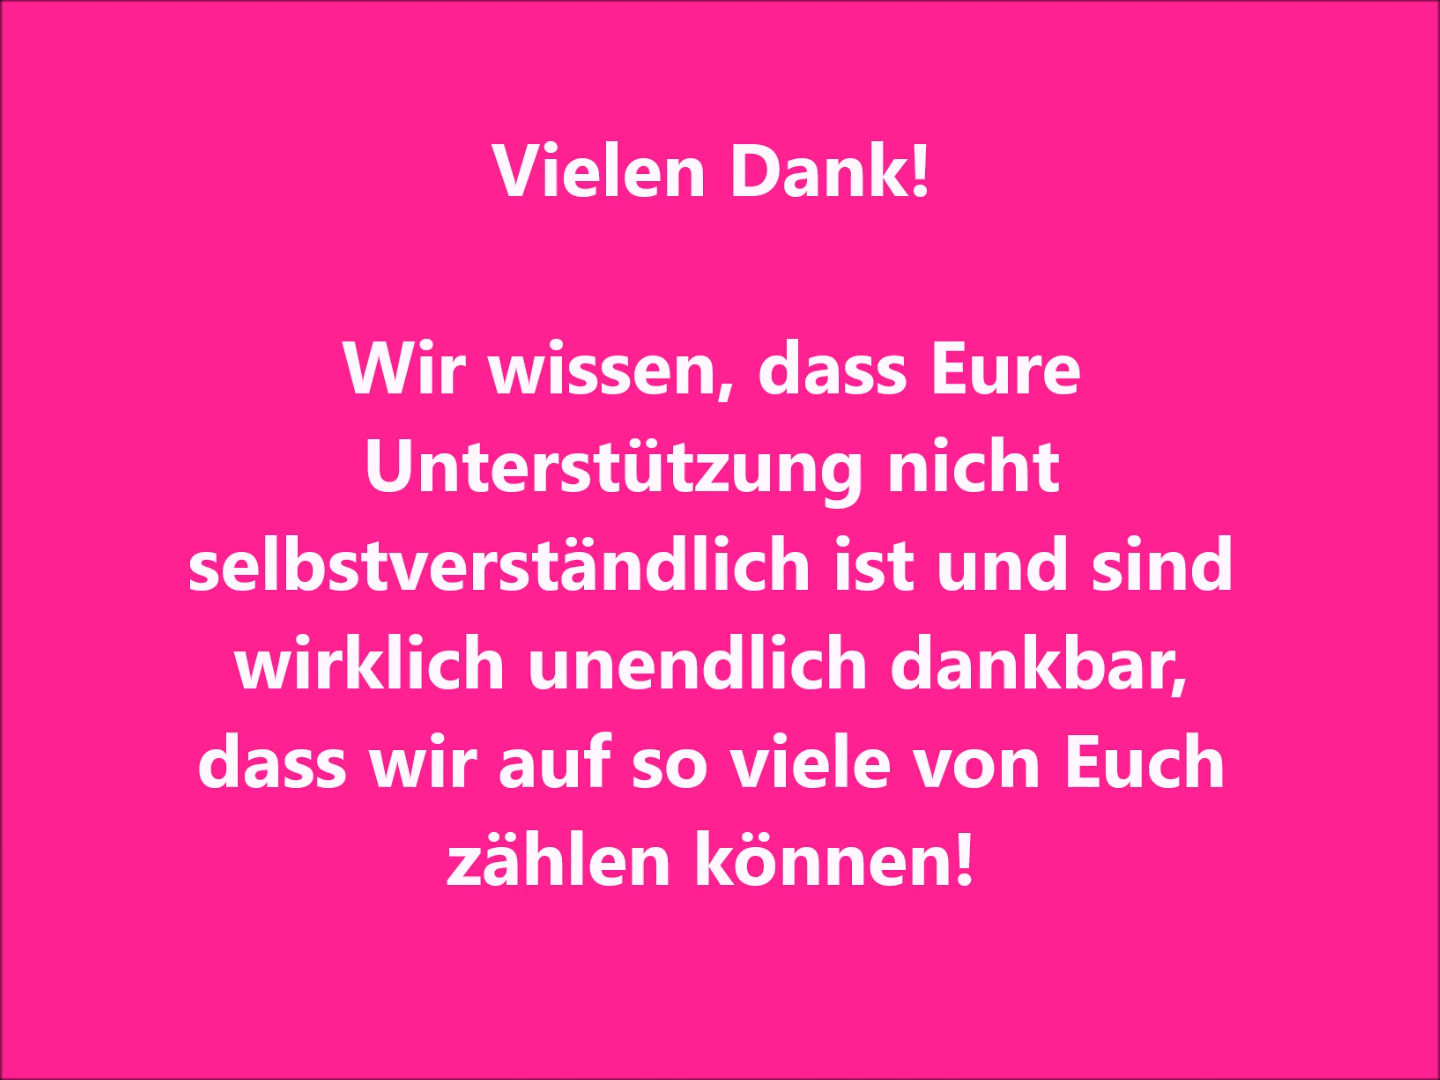 Vielen Dank!
Wir wissen, dass Eure
Unterstützung nicht
selbstverständlich ist und sind
wirklich unendlich dankbar,
dass wir auf so viele von Euch
zählen können!